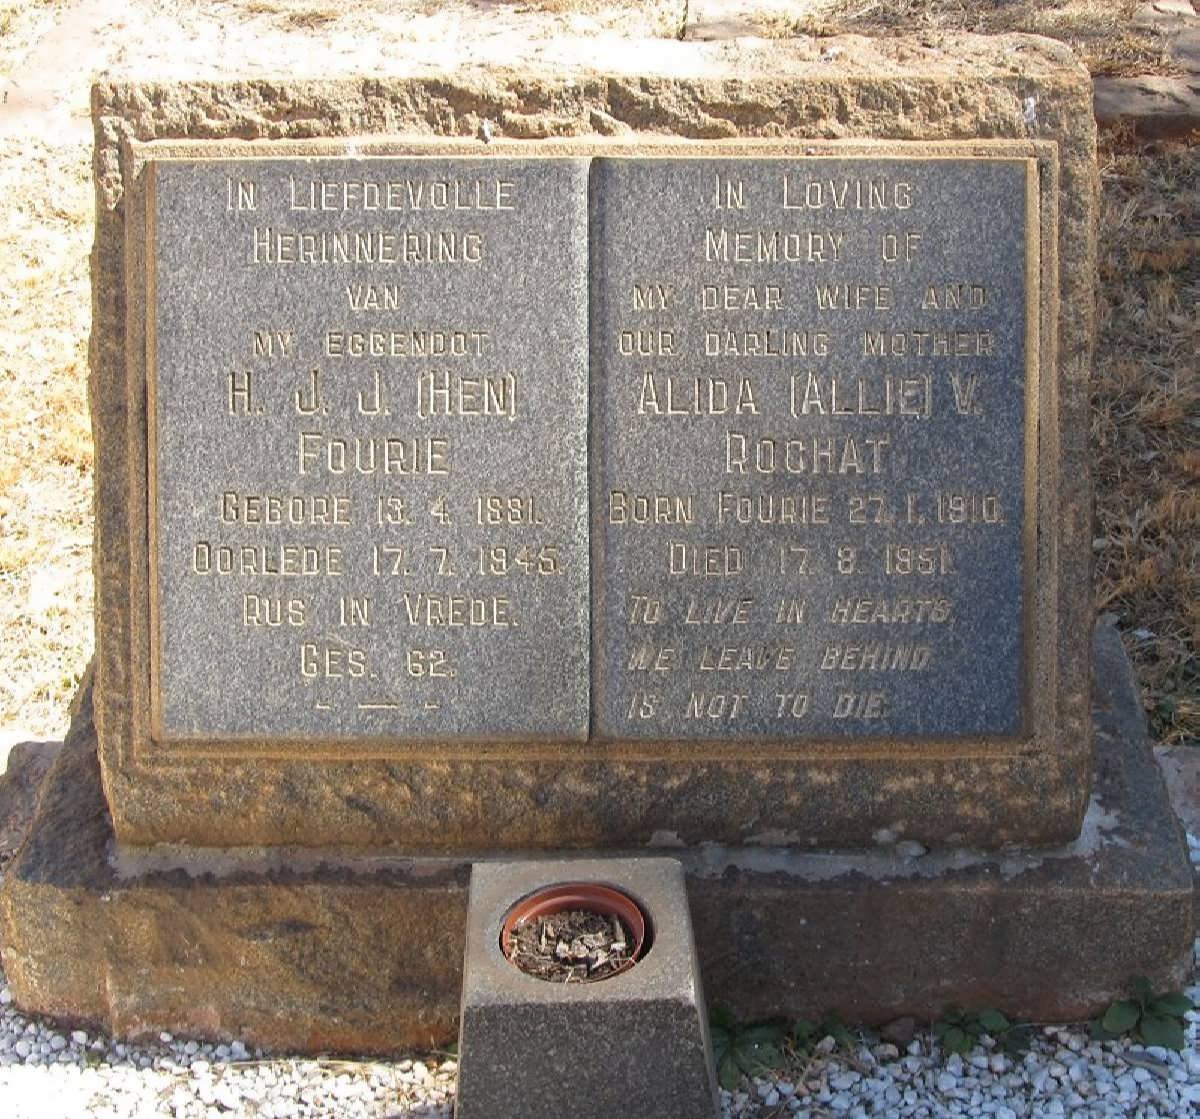 IN LIEFDEVOLLE
HERINNERING
VAN
MY EGGENOOT
H. J. J. (HEN)
FOURIE
GEBORE 13. 4. 1881.
OORLEDE 17. 7. 1945.
RUS IN VREDE.
GES. 62.
IN LOVING
MEMORY OF
MY DEAR WIFE AND
OUR DARLING MOTHER
ALIDA (ALLIE) V.
ROCHAT
BORN FOURIE 27. 1. 1910.
DIED 17. 8. 1951.
TO LIVE IN HEARTS,
WE LEAVE BEHIND
IS NOT TO DIE.